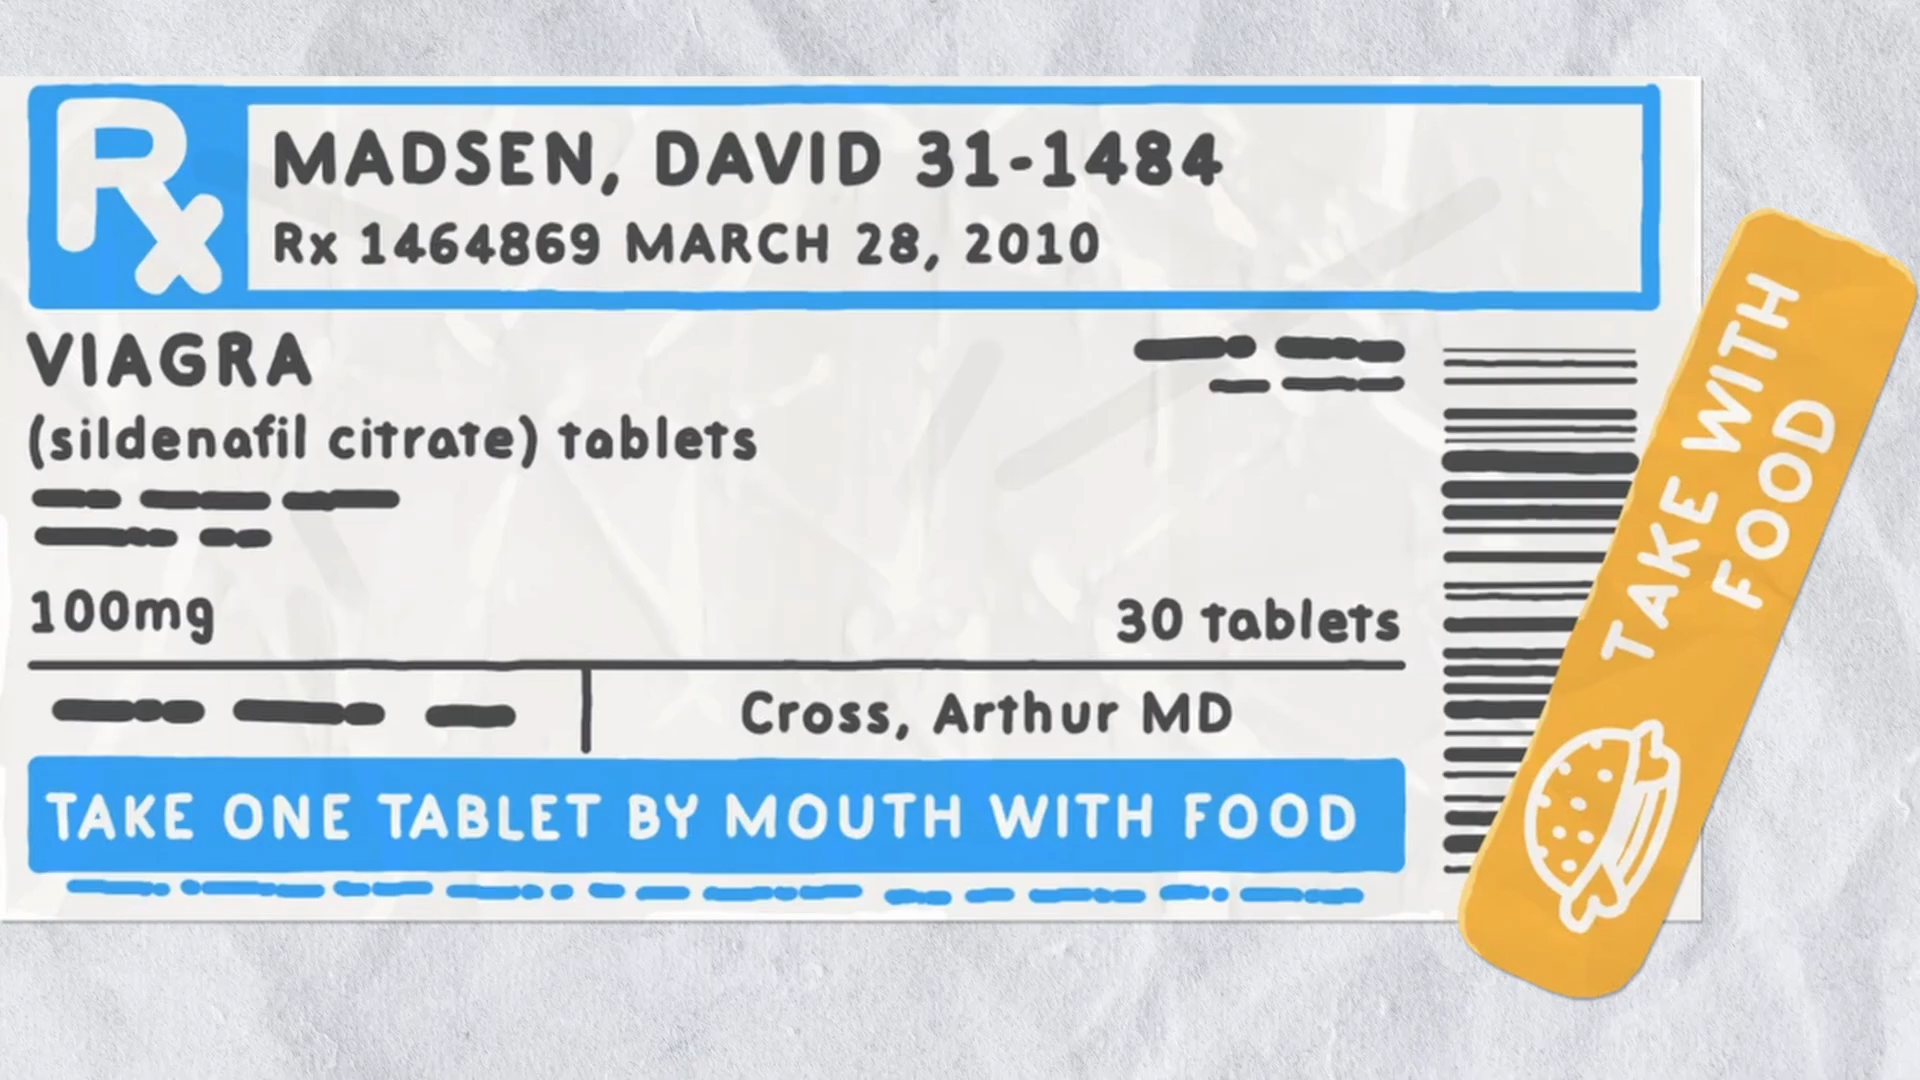 Rx
MADSEN, DAVID 31-1484
Rx 1464869 MARCH 28, 2010
VIAGRA
(sildenafil citrate) tablets
100mg
30 tablets
Cross, Arthur MD
TAKE ONE TABLET BY MOUTH WITH FOOD
TAKE WITH
FOOD